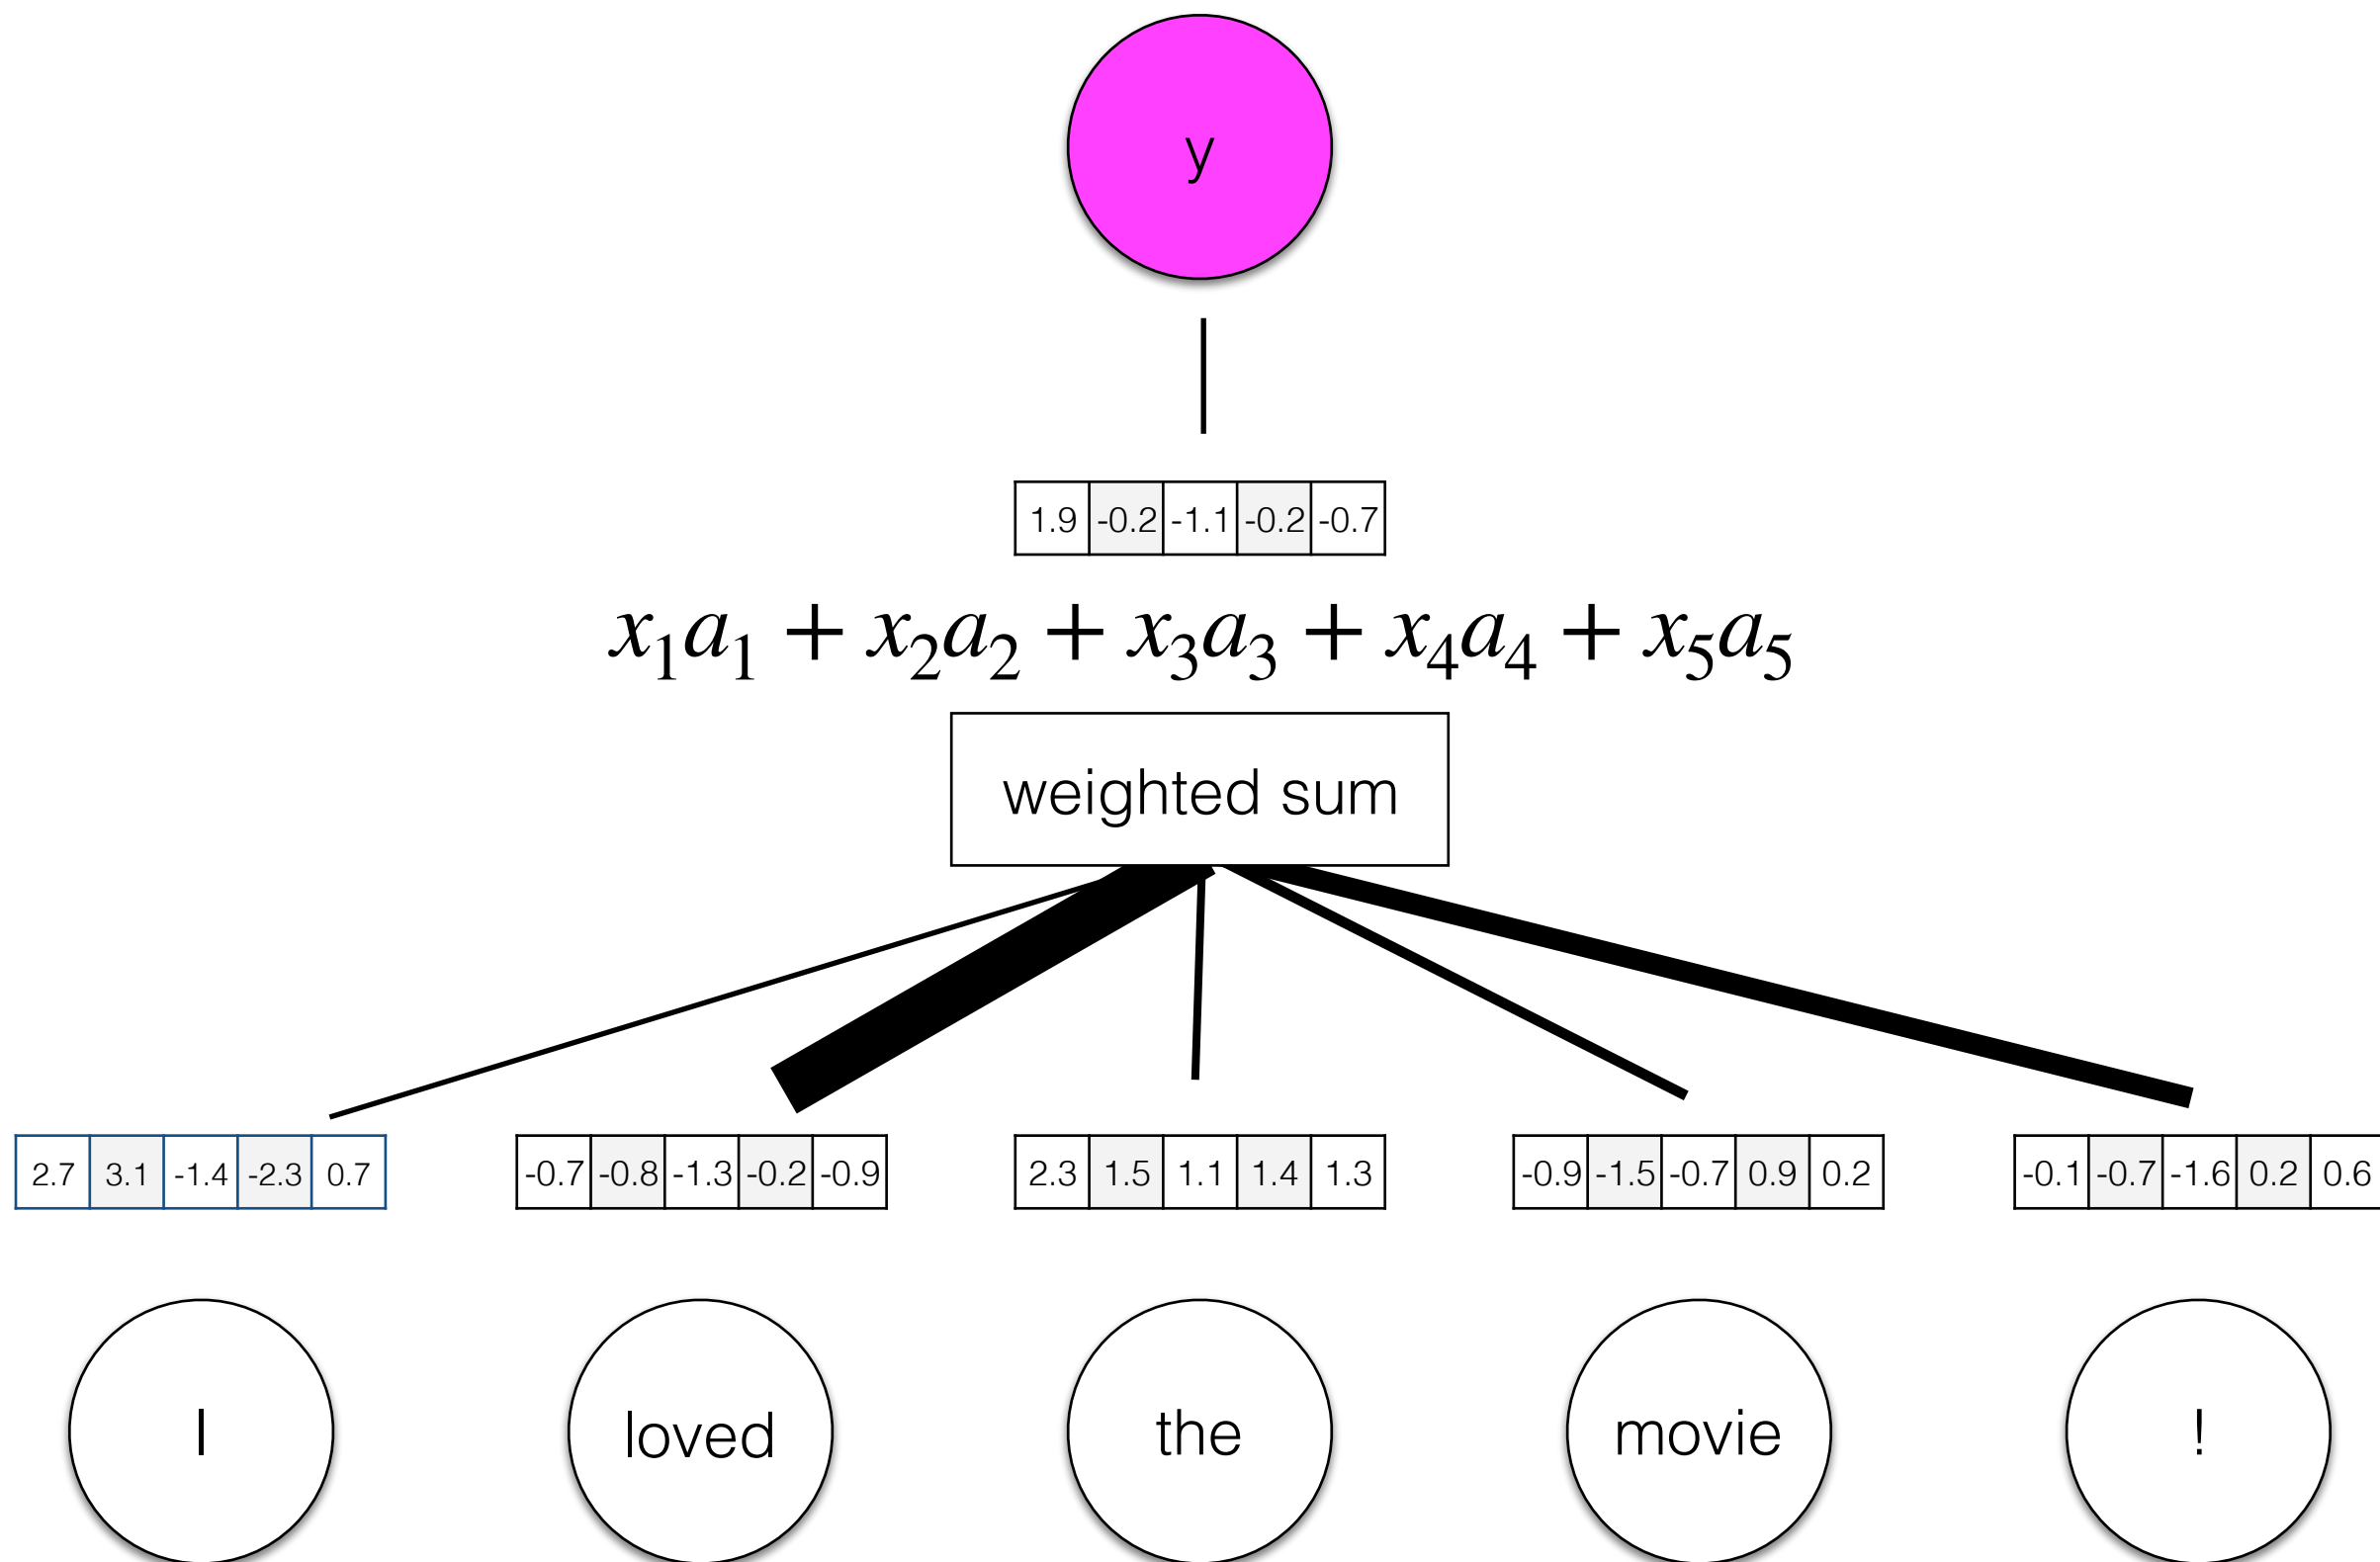 y
1.9 -0.2 -1.1 -0.2 -0.7
x₁a₁ + x₂a₂ + x₃a₃ + x₄a₄ + x₅a₅
weighted sum
2.7 3.1 -1.4 -2.3 0.7 -0.7 -0.8 -1.3 -0.2 -0.9 2.3 1.5 1.1 1.4 1.3 -0.9 -1.5 -0.7 0.9 0.2 -0.1 -0.7 -1.6 0.2 0.6
I loved the movie !